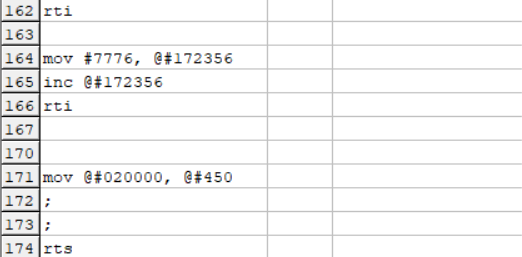 162 rti
163
164 mov #7776, @#172356
165 inc @#172356
166 rti
167
170
171 mov @#020000, @#450
172 ;
173 ;
174 rts